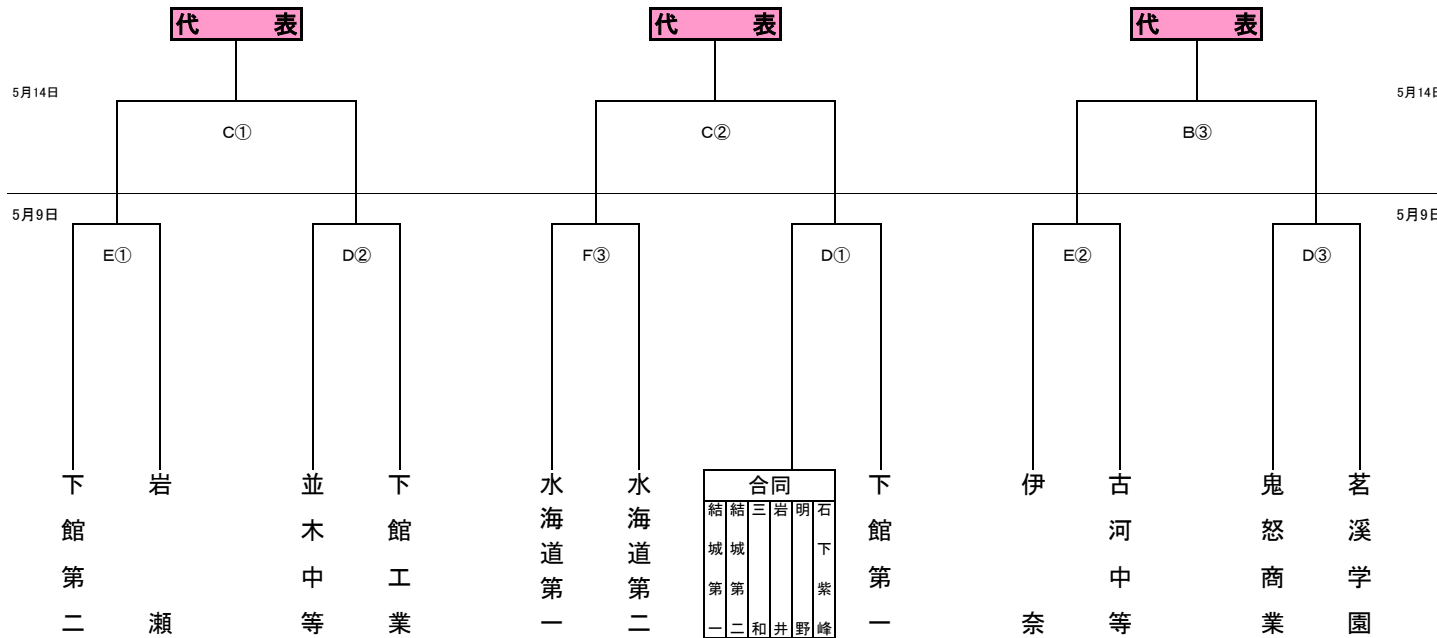 代表 代表 代表
5月14日 5月14日
C① C② B③
5月9日 5月9日
E① D② F③ D① E② D③
下館第二
岩瀬
並木中等
下館工業
水海道第一
水海道第二
合同
結城第一
結城第二
三和
岩井
明野
石下紫峰
下館第一
伊奈
古河中等
鬼怒商業
茗溪学園